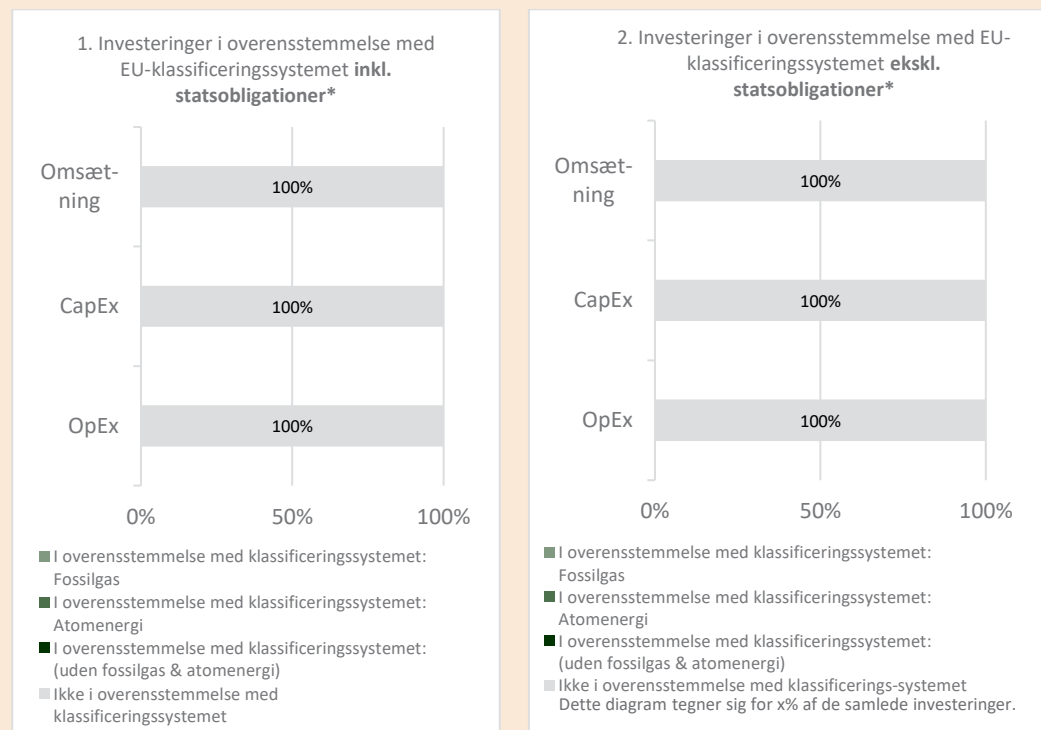 1. Investeringer i overensstemmelse med
EU-klassificeringssystemet inkl.
statsobligationer*
Omsæt-
ning
100%
CapEx
100%
OpEx
100%
0%
50%
100%
I overensstemmelse med klassificeringssystemet:
Fossilgas
I overensstemmelse med klassificeringssystemet:
Atomenergi
I overensstemmelse med klassificeringssystemet:
(uden fossilgas & atomenergi)
Ikke i overensstemmelse med
klassificeringssystemet
2. Investeringer i overensstemmelse med EU-
klassificeringssystemet ekskl.
statsobligationer*
Omsæt-
ning
100%
CapEx
100%
OpEx
100%
0%
50%
100%
I overensstemmelse med klassificeringssystemet:
Fossilgas
I overensstemmelse med klassificeringssystemet:
Atomenergi
I overensstemmelse med klassificeringssystemet:
(uden fossilgas & atomenergi)
Ikke i overensstemmelse med klassificerings-systemet
Dette diagram tegner sig for x% af de samlede investeringer.